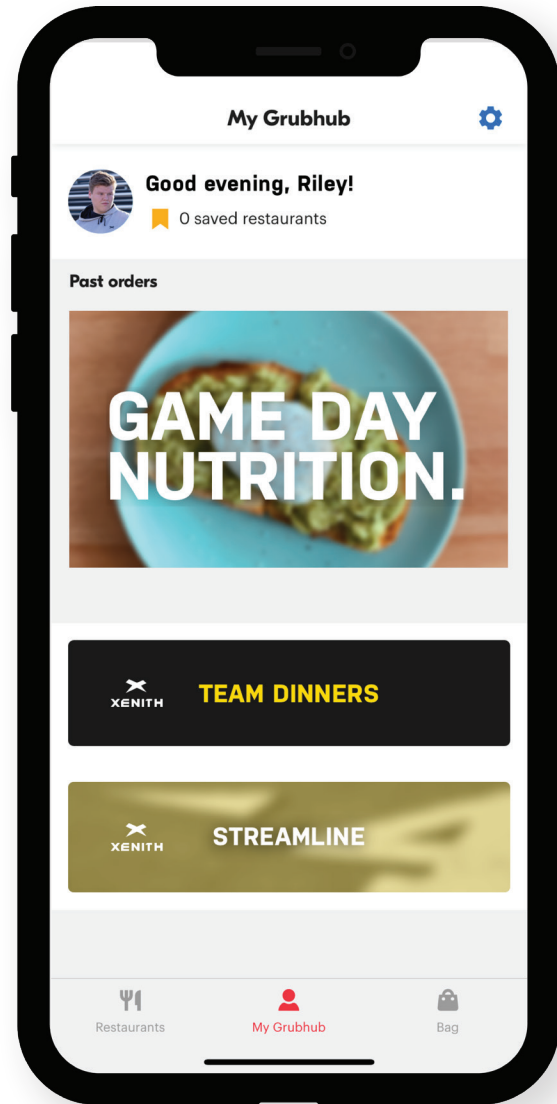 My Grubhub
Good evening, Riley!
0 saved restaurants
Past orders
GAME DAY
NUTRITION.
XENITH
TEAM DINNERS
XENITH
STREAMLINE
Restaurants
My Grubhub
Bag